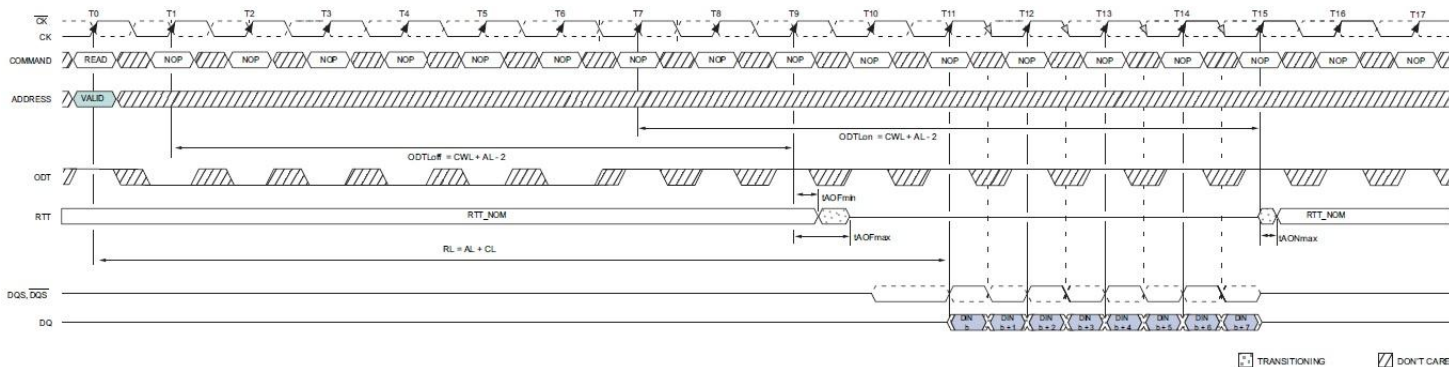 T0 T1 T2 T3 T4 T5 T6 T7 T8 T9 T10 T11 T12 T13 T14 T15 T16 T17
CK
CK
COMMAND READ NOP NOP NOP NOP NOP NOP NOP NOP NOP NOP NOP NOP NOP NOP NOP NOP NOP
ADDRESS VALID
ODTLon = CWL + AL - 2
ODTLoff = CWL + AL - 2
ODT
tAOFmin
RTT RTT_NOM RTT_NOM
tAOFmax tAONmax
RL = AL + CL
DQS, DQS
DQ DIN b DIN b + 1 DIN b + 2 DIN b + 3 DIN b + 4 DIN b + 5 DIN b + 6 DIN b + 7
TRANSITIONING DON'T CARE